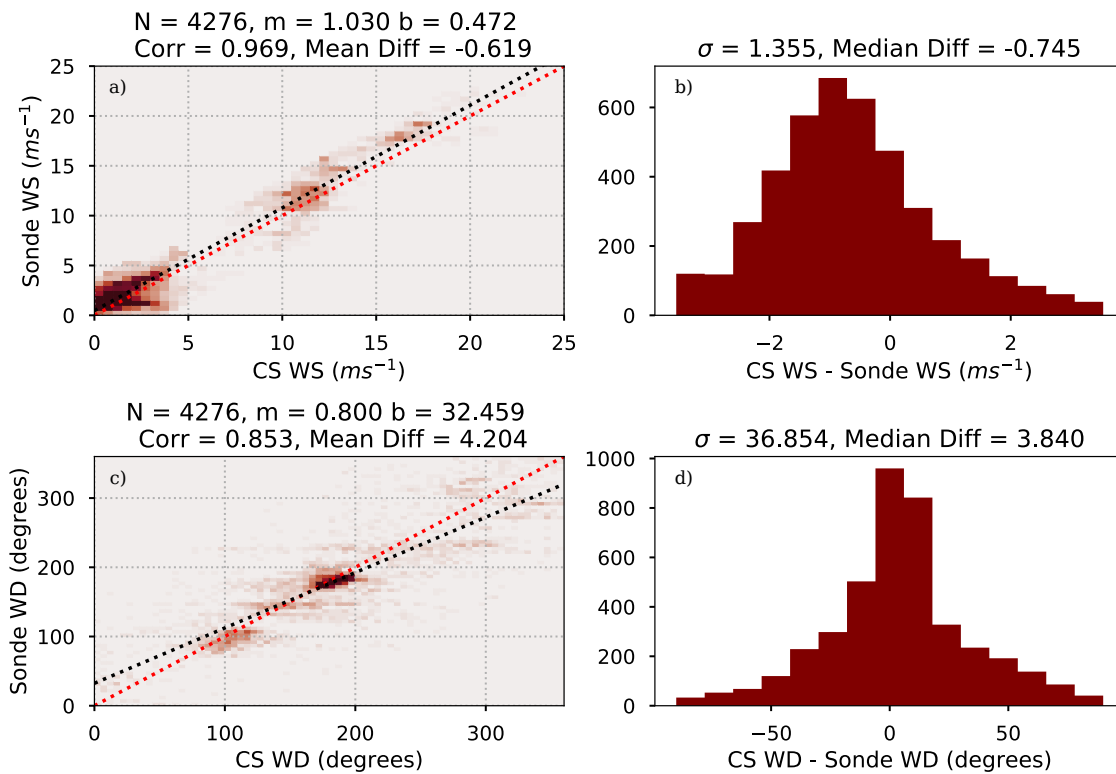 N = 4276, m = 1.030 b = 0.472
Corr = 0.969, Mean Diff = -0.619
a)
Sonde WS (ms⁻¹)
25
20
15
10
5
0
0 5 10 15 20 25
CS WS (ms⁻¹)
σ = 1.355, Median Diff = -0.745
b)
600
400
200
0
−2 0 2
CS WS - Sonde WS (ms⁻¹)
N = 4276, m = 0.800 b = 32.459
Corr = 0.853, Mean Diff = 4.204
c)
Sonde WD (degrees)
300
200
100
0
0 100 200 300
CS WD (degrees)
σ = 36.854, Median Diff = 3.840
d)
1000
800
600
400
200
0
−50 0 50
CS WD - Sonde WD (degrees)